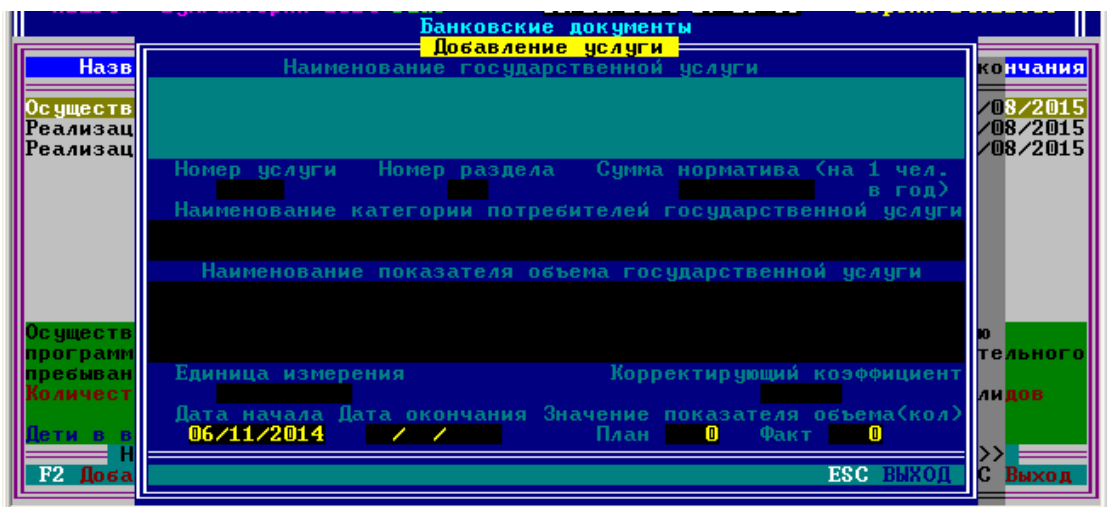 Банковские документы
Добавление услуги
Назв Наименование государственной услуги кончания
Осуществ /08/2015
Реализац /08/2015
Реализац /08/2015
Номер услуги Номер раздела Сумма норматива (на 1 чел.
в год)
Наименование категории потребителей государственной услуги
Наименование показателя объема государственной услуги
Осуществ ю
программ тельного
пребыван Единица измерения Корректирующий коэффициент
Количест лидов
Дата начала Дата окончания Значение показателя объема(кол)
Дети в в 06/11/2014 / / План 0 Факт 0
Н >>
F2 Доба ESC ВЫХОД С Выход